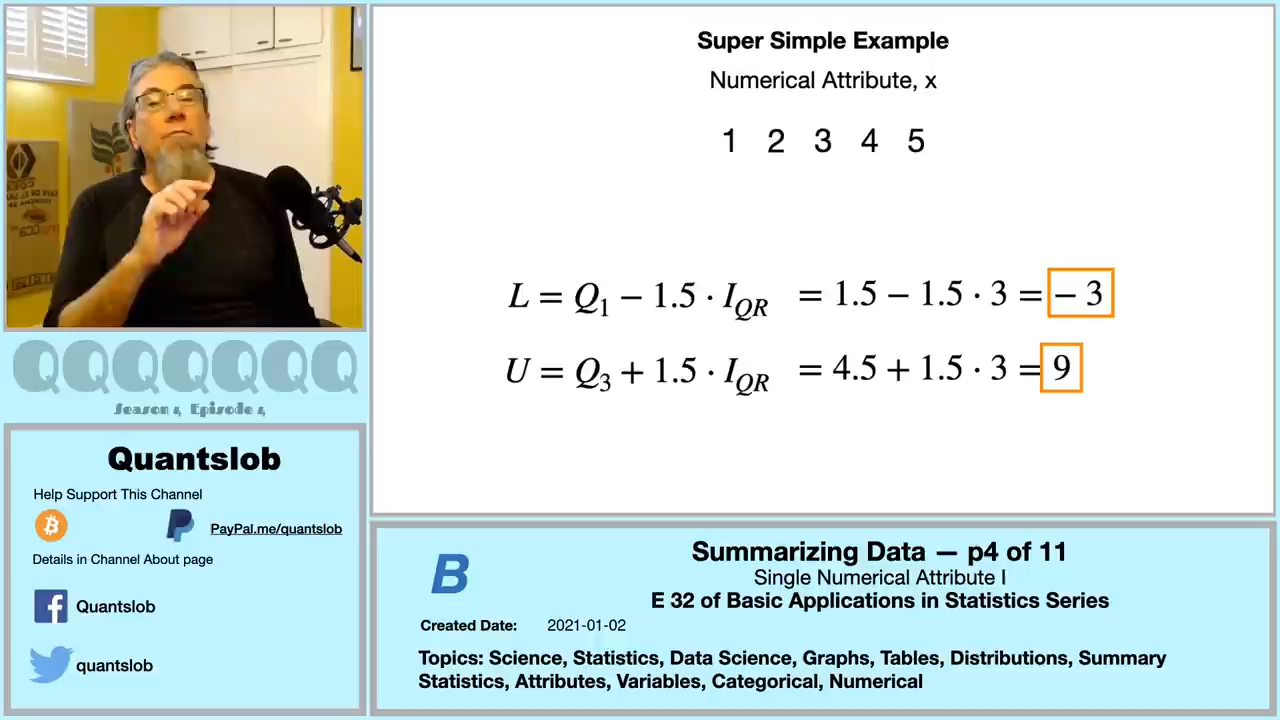 Super Simple Example
Numerical Attribute, x
1 2 3 4 5
L = Q₁ − 1.5 · I_QR = 1.5 − 1.5 · 3 = − 3
U = Q₃ + 1.5 · I_QR = 4.5 + 1.5 · 3 = 9
QQQQQQQ
Season 4, Episode 4
Quantslob
Help Support This Channel
PayPal.me/quantslob
Details in Channel About page
Quantslob
quantslob
B
Summarizing Data — p4 of 11
Single Numerical Attribute I
E 32 of Basic Applications in Statistics Series
Created Date: 2021-01-02
Topics: Science, Statistics, Data Science, Graphs, Tables, Distributions, Summary
Statistics, Attributes, Variables, Categorical, Numerical